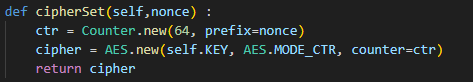 def cipherSet(self,nonce) :
    ctr = Counter.new(64, prefix=nonce)
    cipher = AES.new(self.KEY, AES.MODE_CTR, counter=ctr)
    return cipher